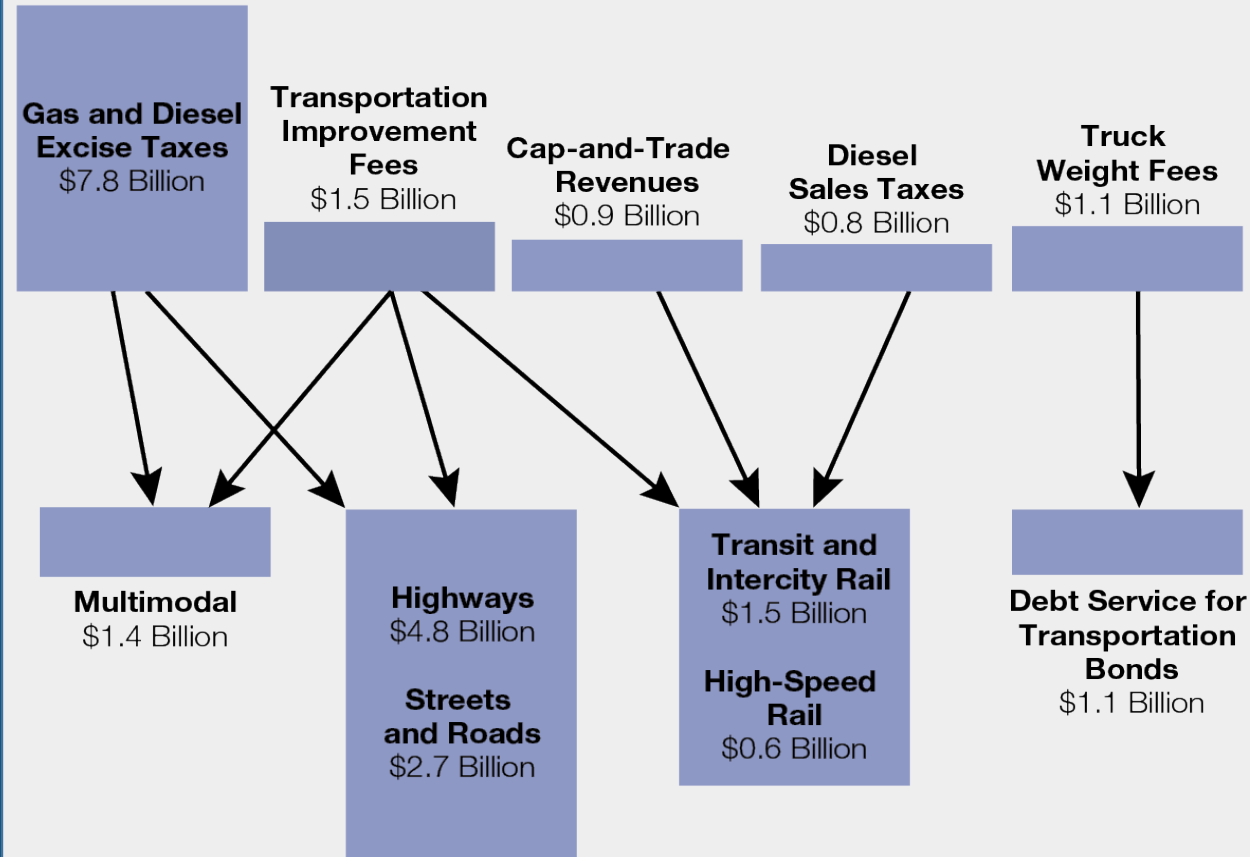 Gas and Diesel
Excise Taxes
$7.8 Billion
Transportation
Improvement
Fees
$1.5 Billion
Cap-and-Trade
Revenues
$0.9 Billion
Diesel
Sales Taxes
$0.8 Billion
Truck
Weight Fees
$1.1 Billion
Multimodal
$1.4 Billion
Highways
$4.8 Billion
Streets
and Roads
$2.7 Billion
Transit and
Intercity Rail
$1.5 Billion
High-Speed
Rail
$0.6 Billion
Debt Service for
Transportation
Bonds
$1.1 Billion